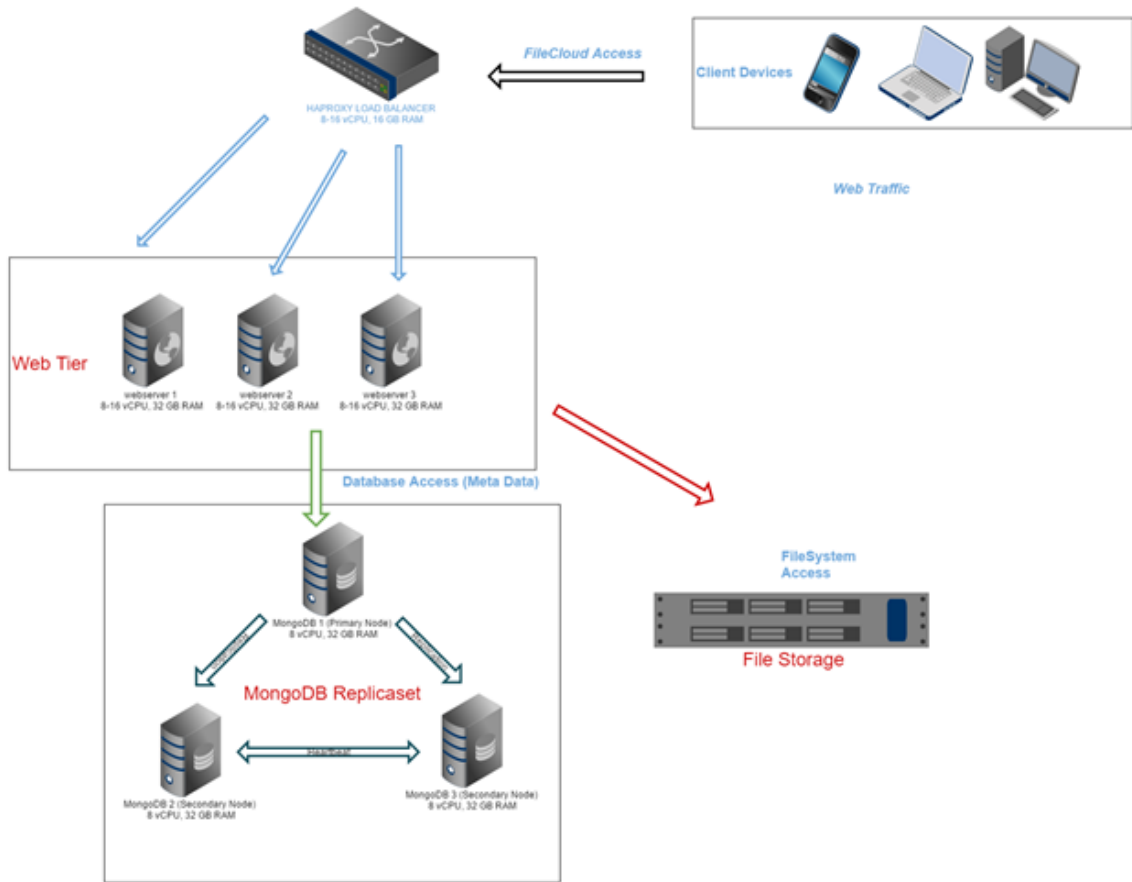 FileCloud Access
Client Devices
HAPROXY LOAD BALANCER
8-16 vCPU, 16 GB RAM
Web Traffic
Web Tier
webserver 1
8-16 vCPU, 32 GB RAM
webserver 2
8-16 vCPU, 32 GB RAM
webserver 3
8-16 vCPU, 32 GB RAM
Database Access (Meta Data)
FileSystem
Access
File Storage
MongoDB 1 (Primary Node)
8 vCPU, 32 GB RAM
Replication
Replication
MongoDB Replicaset
Heartbeat
MongoDB 2 (Secondary Node)
8 vCPU, 32 GB RAM
MongoDB 3 (Secondary Node)
8 vCPU, 32 GB RAM